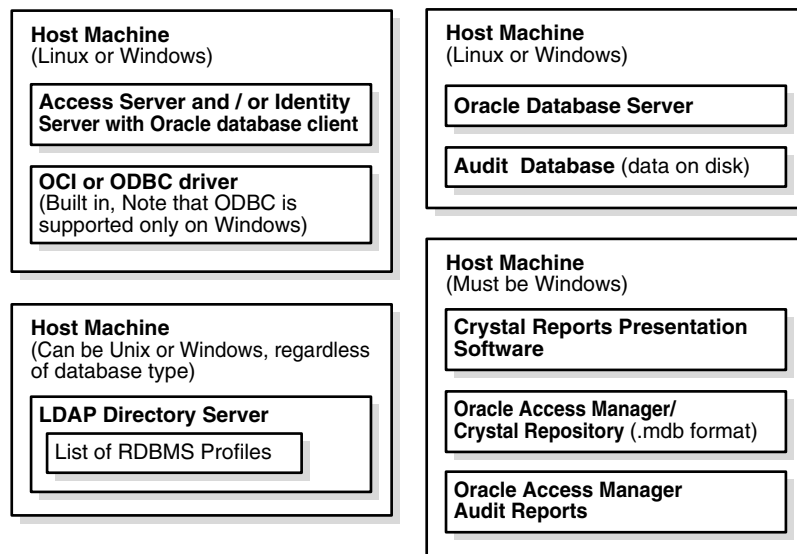 Host Machine
(Linux or Windows)
Access Server and / or Identity
Server with Oracle database client
OCI or ODBC driver
(Built in, Note that ODBC is
supported only on Windows)
Host Machine
(Can be Unix or Windows, regardless
of database type)
LDAP Directory Server
List of RDBMS Profiles
Host Machine
(Linux or Windows)
Oracle Database Server
Audit Database (data on disk)
Host Machine
(Must be Windows)
Crystal Reports Presentation
Software
Oracle Access Manager/
Crystal Repository (.mdb format)
Oracle Access Manager
Audit Reports